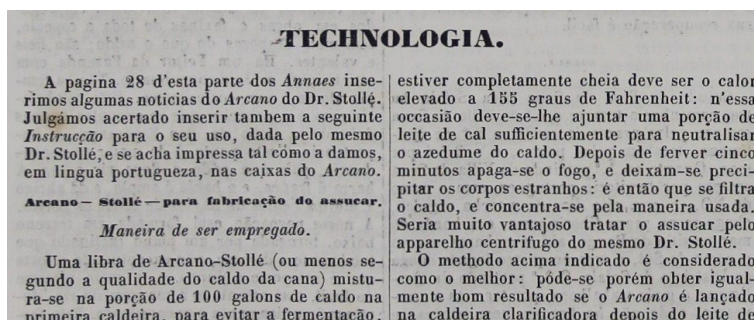 TECHNOLOGIA.
A pagina 28 d'esta parte dos Annaes inse-
rimos algumas noticias do Arcano do Dr. Stollé.
Julgámos acertado inserir tambem a seguinte
Instrucção para o seu uso, dada pelo mesmo
Dr. Stollé, e se acha impressa tal como a damos,
em lingua portugueza, nas caixas do Arcano.
Arcano — Stollé — para fabricação do assucar.
Maneira de ser empregado.
Uma libra de Arcano-Stollé (ou menos se-
gundo a qualidade do caldo da cana) mistu-
ra-se na porção de 100 galons de caldo na
primeira caldeira, para evitar a fermentação.
estiver completamente cheia deve ser o calor
elevado a 155 graus de Fahrenheit: n'essa
occasião deve-se-lhe ajuntar uma porção de
leite de cal sufficientemente para neutralisar
o azedume do caldo. Depois de ferver cinco
minutos apaga-se o fogo, e deixam-se preci-
pitar os corpos estranhos: é então que se filtra
o caldo, e concentra-se pela maneira usada.
Seria muito vantajoso tratar o assucar pelo
apparelho centrifugo do mesmo Dr. Stollé.
O methodo acima indicado é considerado
como o melhor: póde-se porém obter igual-
mente bom resultado se o Arcano é lançado
na caldeira clarificadora depois do leite de